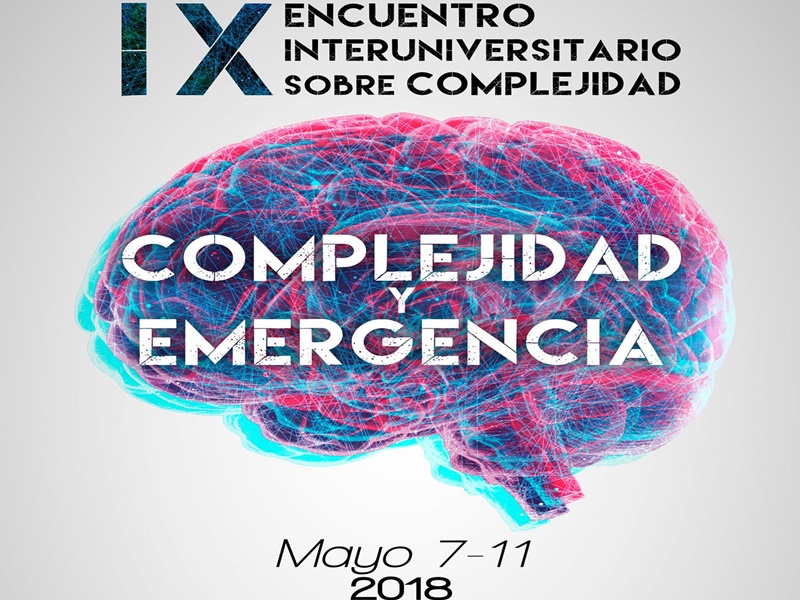 IX ENCUENTRO
INTERUNIVERSITARIO
SOBRE COMPLEJIDAD
COMPLEJIDAD
Y
EMERGENCIA
Mayo 7-11
2018